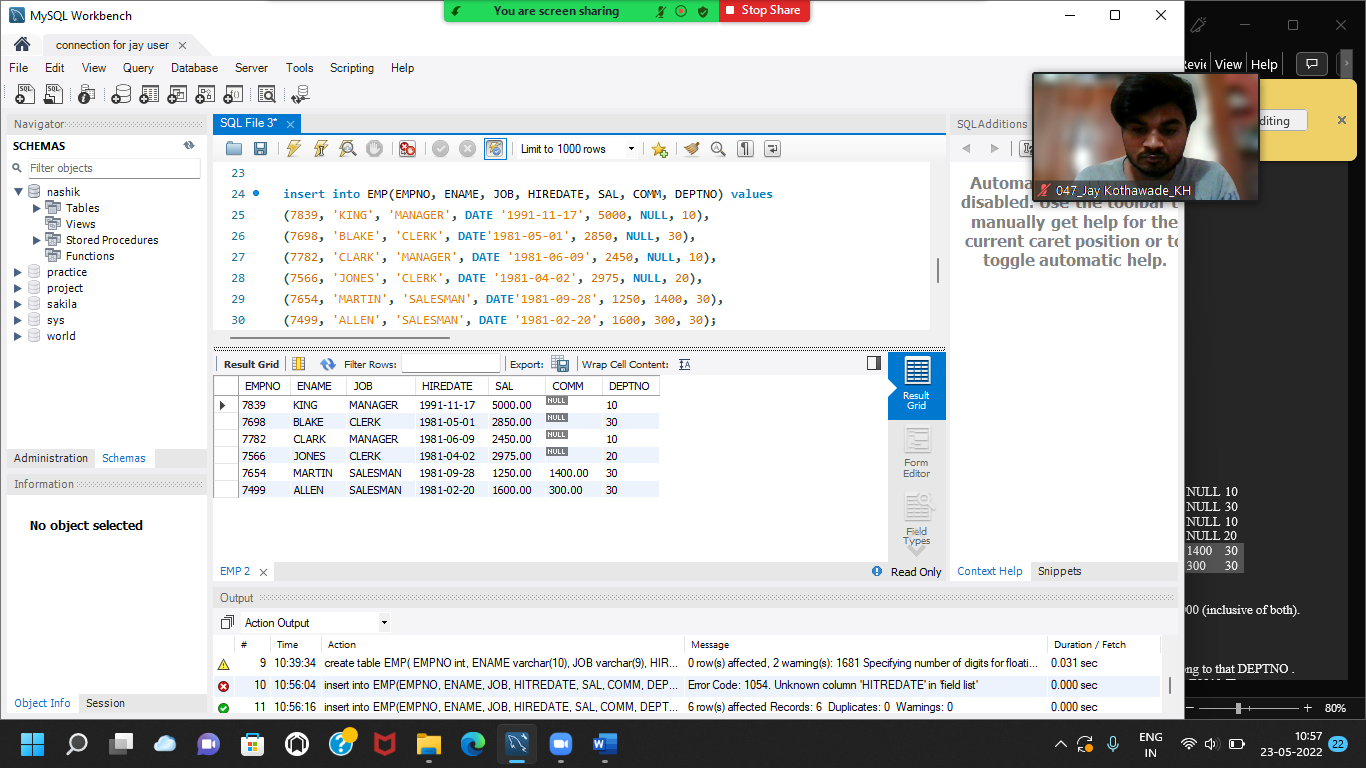 MySQL Workbench
You are screen sharing
Stop Share
connection for jay user
File Edit View Query Database Server Tools Scripting Help
View Help
diting
Navigator
SCHEMAS
Filter objects
nashik
Tables
Views
Stored Procedures
Functions
practice
project
sakila
sys
world
Administration Schemas
Information
No object selected
Object Info Session
SQL File 3*
Limit to 1000 rows
23
24 insert into EMP(EMPNO, ENAME, JOB, HIREDATE, SAL, COMM, DEPTNO) values
25 (7839, 'KING', 'MANAGER', DATE '1991-11-17', 5000, NULL, 10),
26 (7698, 'BLAKE', 'CLERK', DATE'1981-05-01', 2850, NULL, 30),
27 (7782, 'CLARK', 'MANAGER', DATE '1981-06-09', 2450, NULL, 10),
28 (7566, 'JONES', 'CLERK', DATE '1981-04-02', 2975, NULL, 20),
29 (7654, 'MARTIN', 'SALESMAN', DATE'1981-09-28', 1250, 1400, 30),
30 (7499, 'ALLEN', 'SALESMAN', DATE '1981-02-20', 1600, 300, 30);
Result Grid Filter Rows: Export: Wrap Cell Content:
EMPNO ENAME JOB HIREDATE SAL COMM DEPTNO
7839 KING MANAGER 1991-11-17 5000.00 NULL 10
7698 BLAKE CLERK 1981-05-01 2850.00 NULL 30
7782 CLARK MANAGER 1981-06-09 2450.00 NULL 10
7566 JONES CLERK 1981-04-02 2975.00 NULL 20
7654 MARTIN SALESMAN 1981-09-28 1250.00 1400.00 30
7499 ALLEN SALESMAN 1981-02-20 1600.00 300.00 30
Result
Grid
Form
Editor
Field
Types
EMP 2
Read Only
SQLAdditions
047_Jay Kothawade_KH
disabled. Use the toolbar t
manually get help for the
current caret position or to
toggle automatic help.
Context Help Snippets
Output
Action Output
# Time Action Message Duration / Fetch
9 10:39:34 create table EMP( EMPNO int, ENAME varchar(10), JOB varchar(9), HIR... 0 row(s) affected, 2 warning(s): 1681 Specifying number of digits for floati... 0.031 sec
10 10:56:04 insert into EMP(EMPNO, ENAME, JOB, HITREDATE, SAL, COMM, DEP... Error Code: 1054. Unknown column 'HITREDATE' in 'field list' 0.000 sec
11 10:56:16 insert into EMP(EMPNO, ENAME, JOB, HIREDATE, SAL, COMM, DEPT... 6 row(s) affected Records: 6 Duplicates: 0 Warnings: 0 0.000 sec
NULL 10
NULL 30
NULL 10
NULL 20
1400 30
300 30
00 (inclusive of both).
ng to that DEPTNO .
80%
ENG
IN
10:57
23-05-2022
22